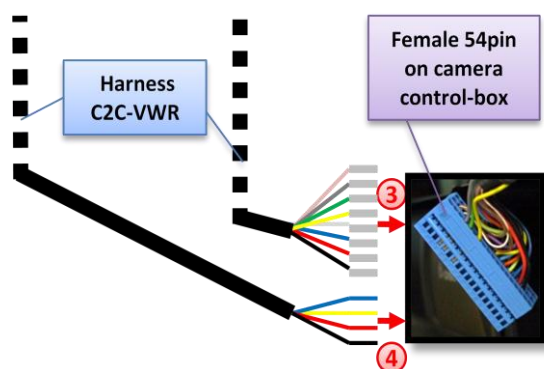 Harness
C2C-VWR
Female 54pin
on camera
control-box
3
4